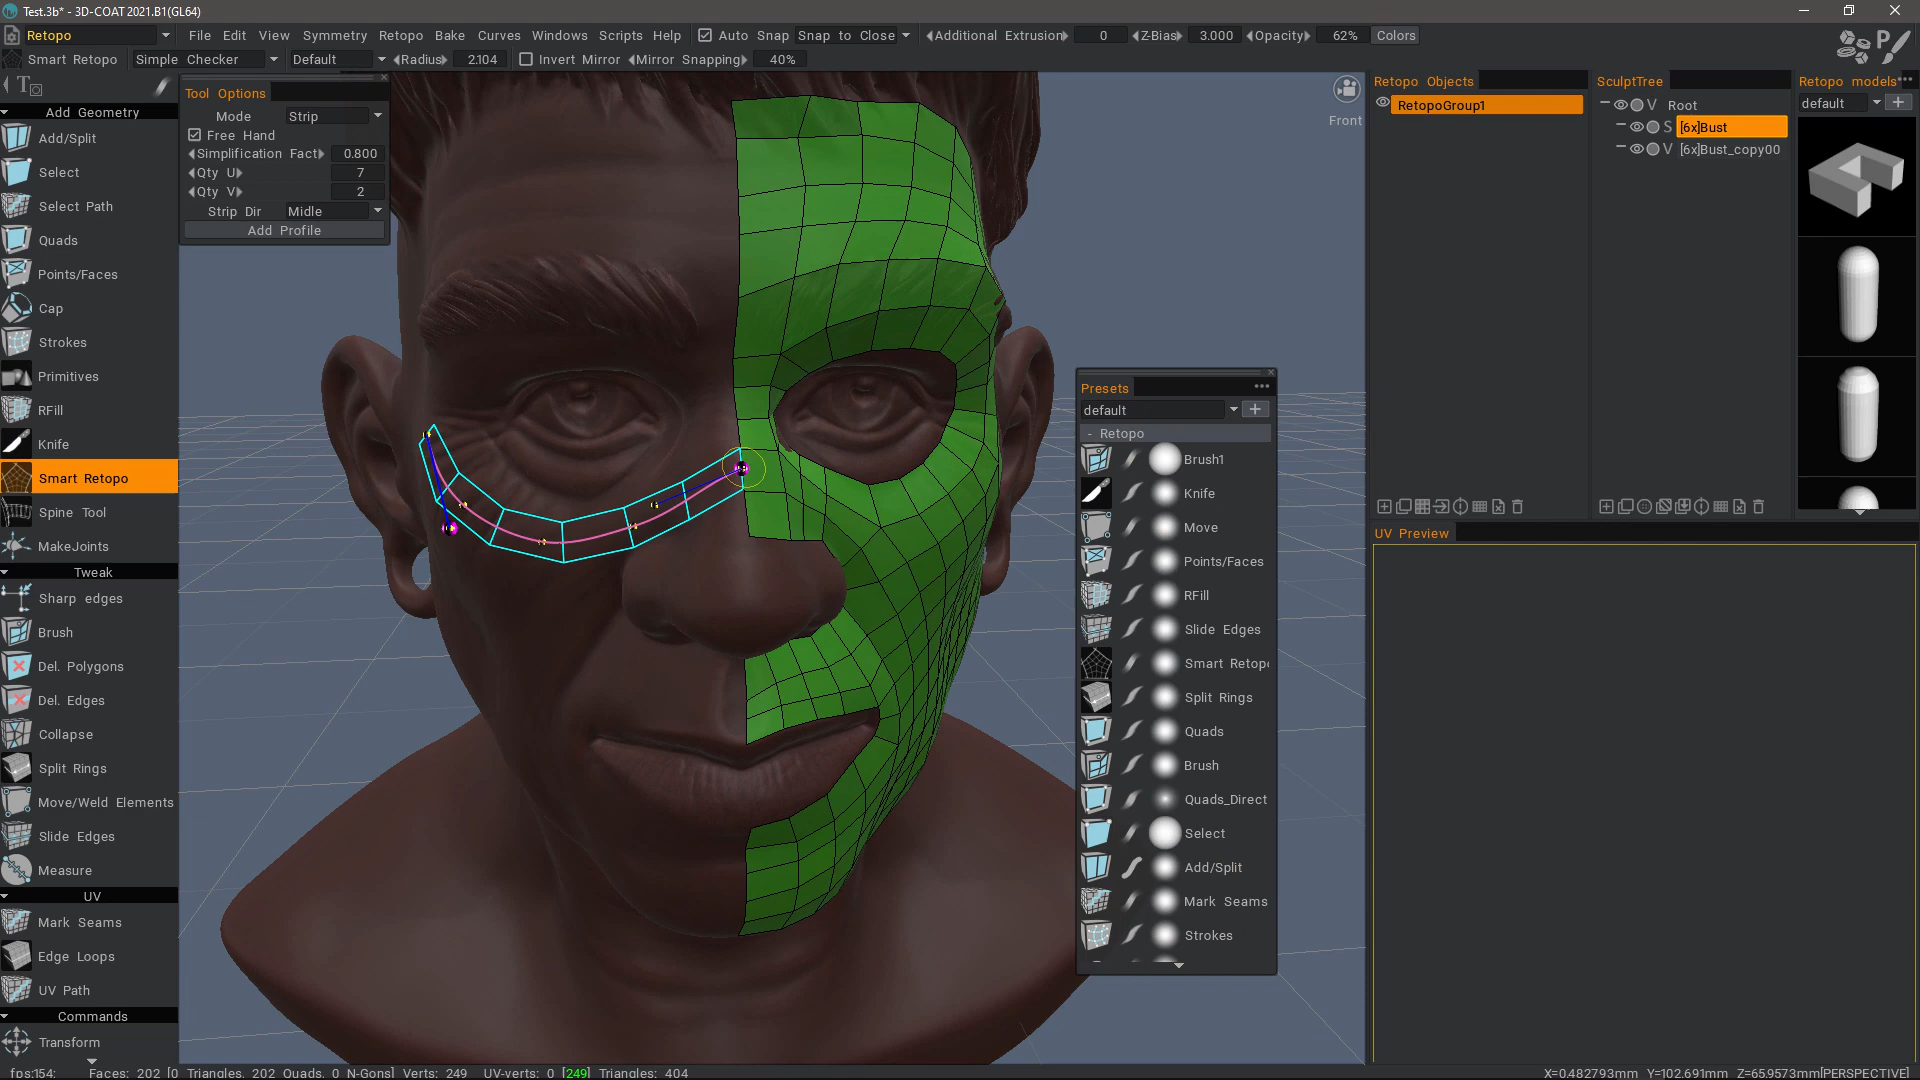 Test.3b* - 3D-COAT 2021.B1(GL64)
Retopo File Edit View Symmetry Retopo Bake Curves Windows Scripts Help Auto Snap Snap to Close Additional Extrusion 0 Z-Bias 3.000 Opacity 62% Colors
Smart Retopo Simple Checker Default Radius 2.104 Invert Mirror Mirror Snapping 40%
Add Geometry
Add/Split
Select
Select Path
Quads
Points/Faces
Cap
Strokes
Primitives
RFill
Knife
Smart Retopo
Spine Tool
MakeJoints
Tweak
Sharp edges
Brush
Del. Polygons
Del. Edges
Collapse
Split Rings
Move/Weld Elements
Slide Edges
Measure
UV
Mark Seams
Edge Loops
UV Path
Commands
Transform
Tool Options
Mode Strip
Free Hand
Simplification Fact 0.800
Qty U 7
Qty V 2
Strip Dir Midle
Add Profile
Front
Presets
default
- Retopo
Brush1
Knife
Move
Points/Faces
RFill
Slide Edges
Smart Retop
Split Rings
Quads
Brush
Quads_Direct
Select
Add/Split
Mark Seams
Strokes
Retopo Objects
RetopoGroup1
SculptTree
V Root
S [6x]Bust
V [6x]Bust_copy00
Retopo models
default
UV Preview
fps:154: Faces: 202 [0 Triangles, 202 Quads, 0 N-Gons] Verts: 249 UV-verts: 0 [249] Triangles: 404
X=0.482793mm Y=102.691mm Z=65.9573mm[PERSPECTIVE]